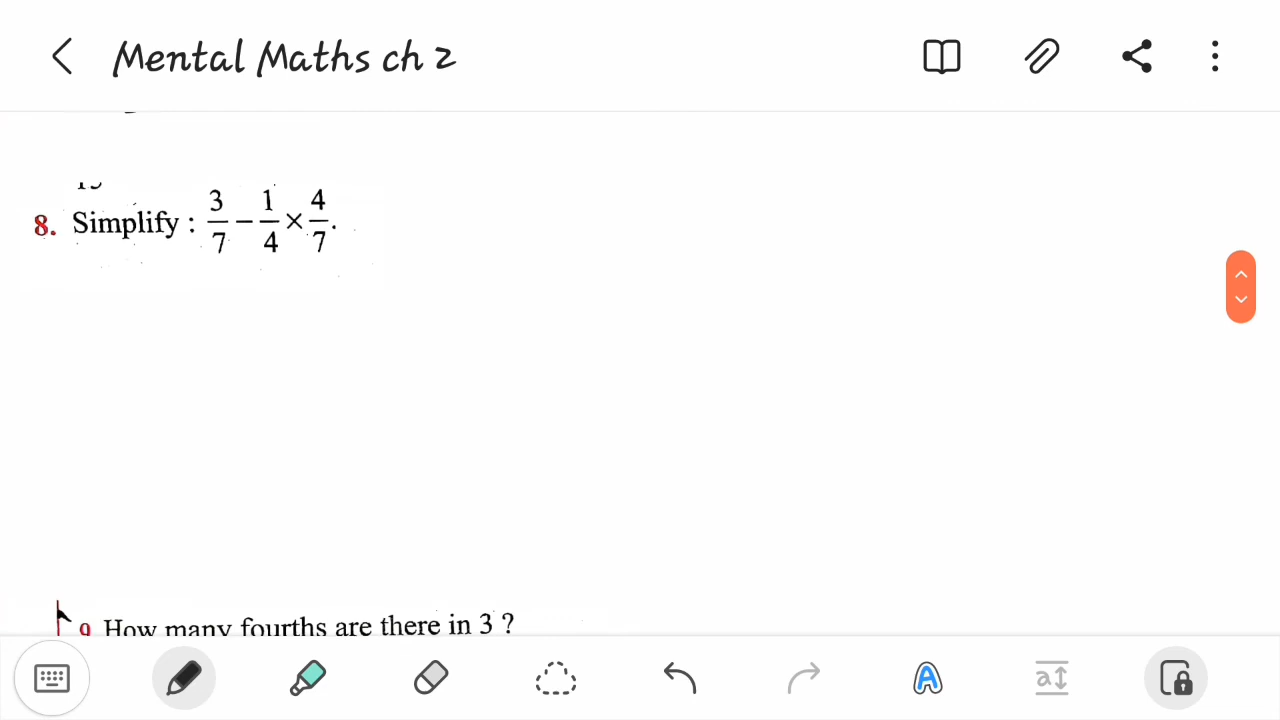 Mental Maths ch 2
8. Simplify : 3/7 − 1/4 × 4/7.
9 How many fourths are there in 3 ?